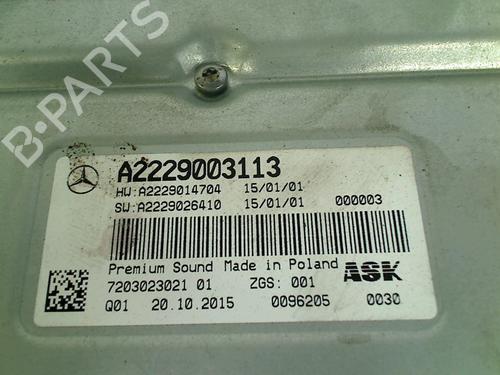 B-PARTS
A2229003113
HW:A2229014704 15/01/01
SW:A2229026410 15/01/01 000003
Premium Sound Made in Poland ASK
7203023021 01 ZGS: 001
Q01 20.10.2015 0096205 0030